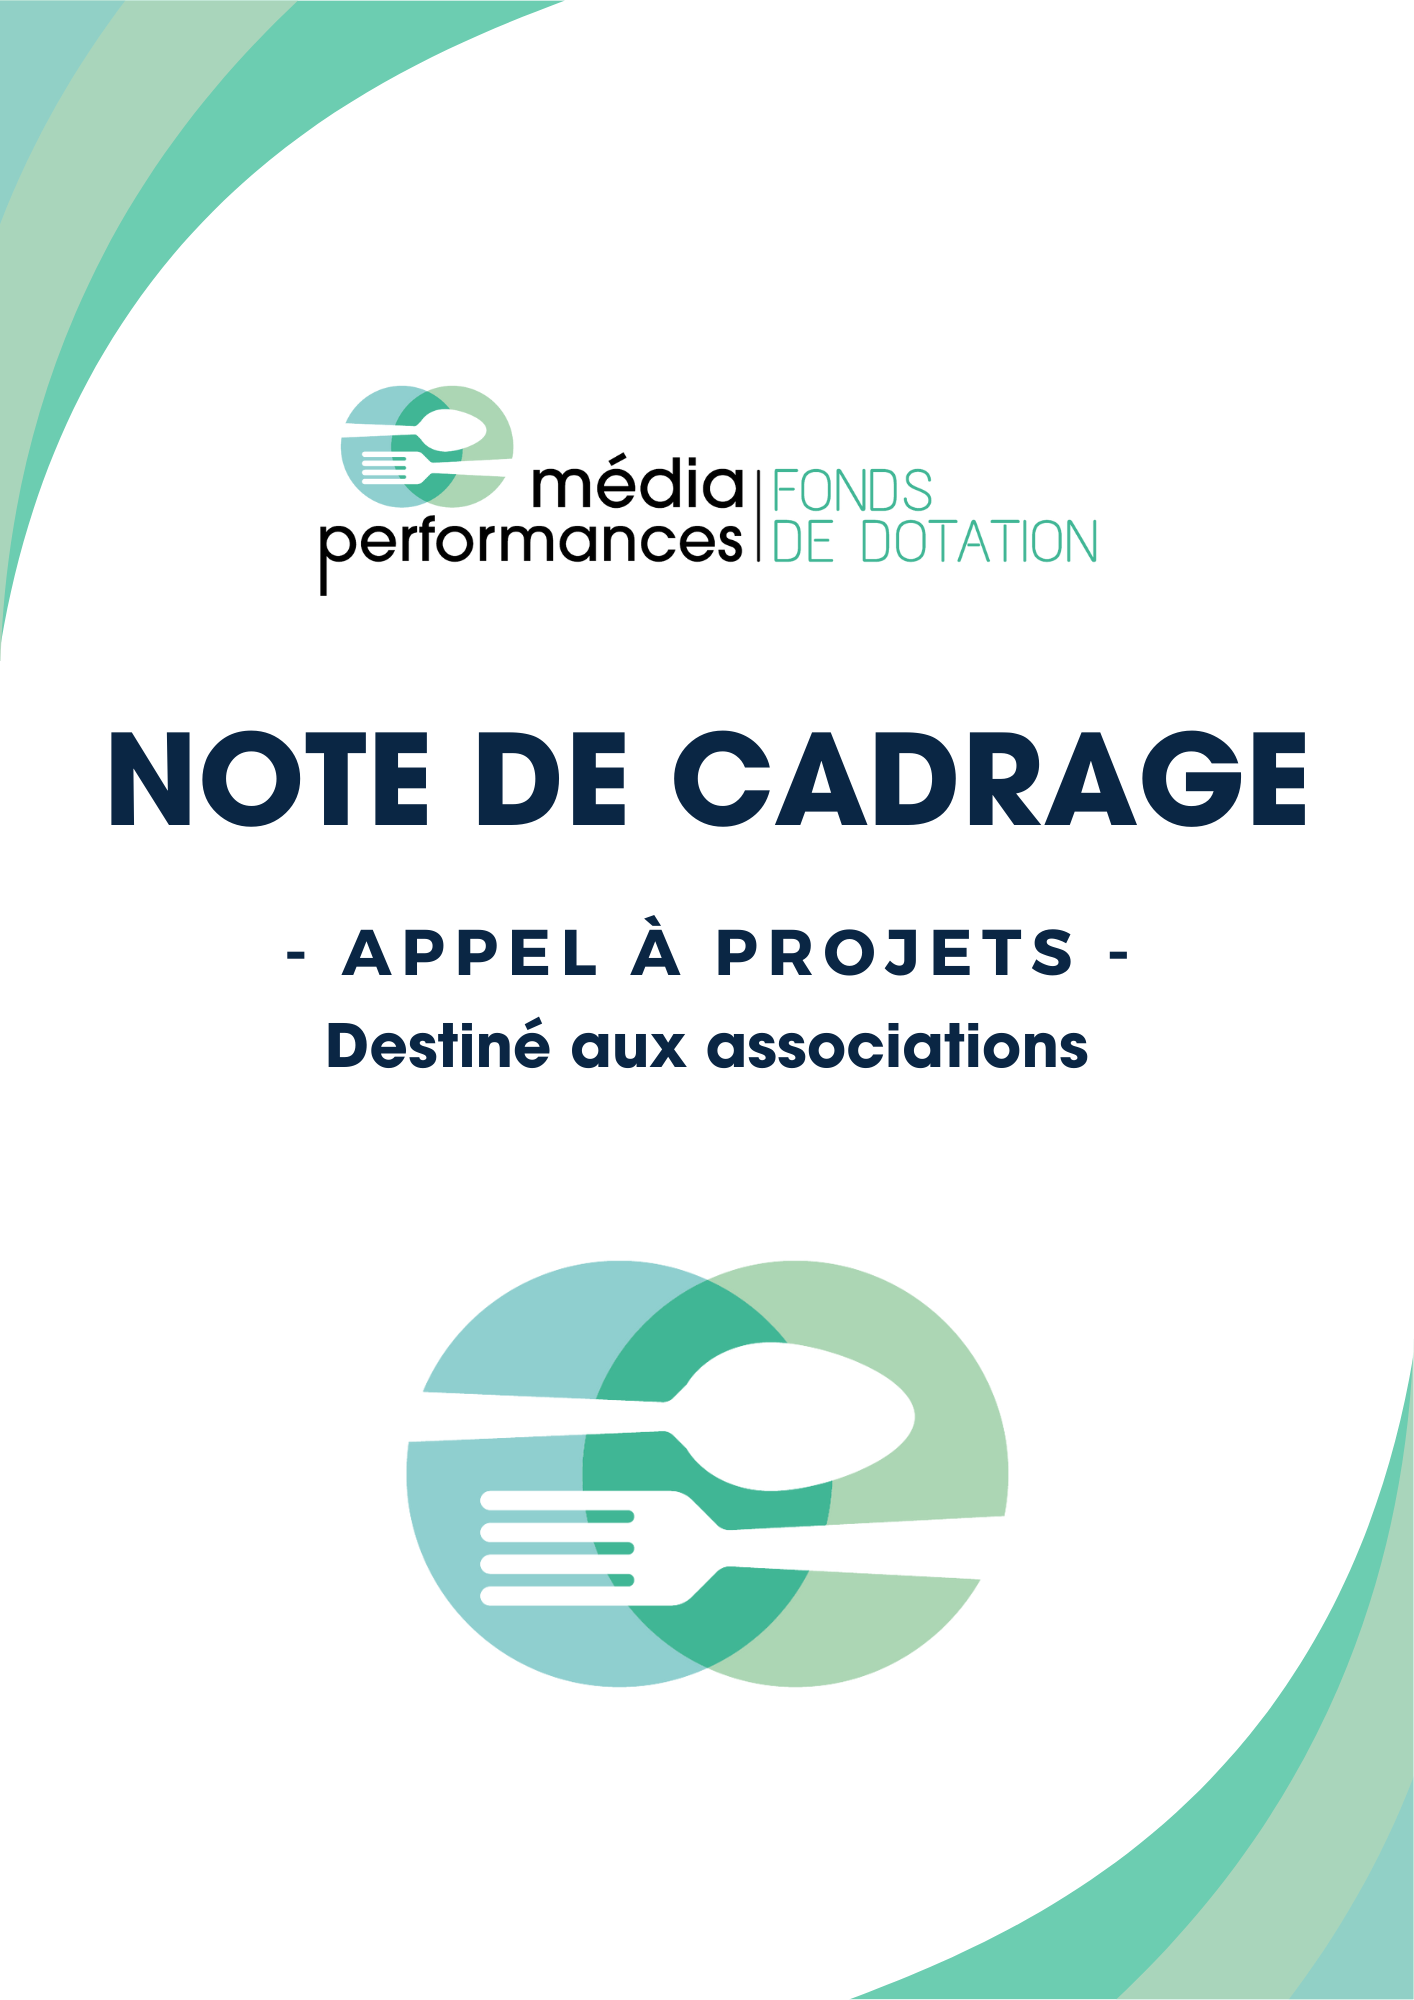 média
performances
FONDS
DE DOTATION
NOTE DE CADRAGE
- APPEL À PROJETS -
Destiné aux associations